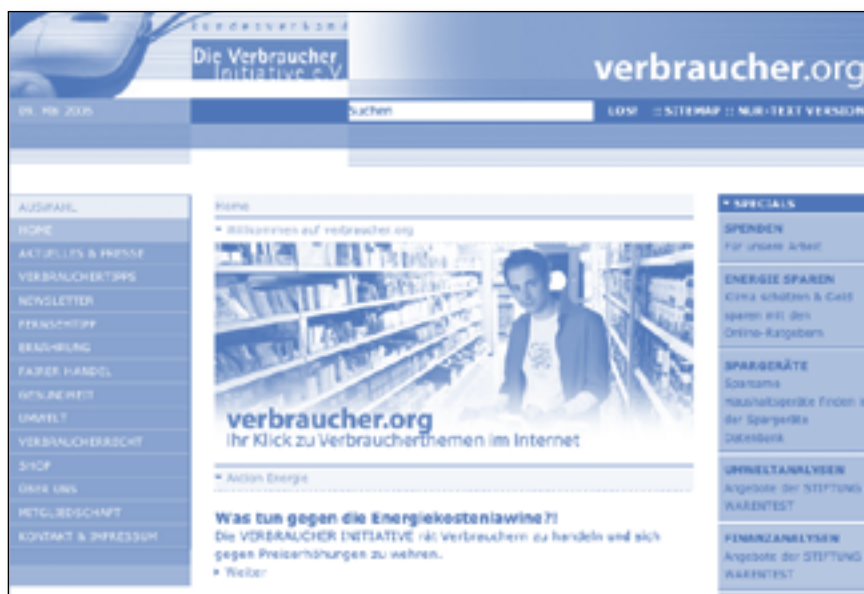 Bundesverband
Die Verbraucher
Initiative e.V.
verbraucher.org
09. Mai 2006
Suchen
LOS! :: SITEMAP :: NUR-TEXT VERSION
AUSWAHL
HOME
AKTUELLES & PRESSE
VERBRAUCHERTIPPS
NEWSLETTER
FERNSEHTIPP
ERNÄHRUNG
FAIRER HANDEL
GESUNDHEIT
UMWELT
VERBRAUCHERRECHT
SHOP
ÜBER UNS
MITGLIEDSCHAFT
KONTAKT & IMPRESSUM
Home
Willkommen auf verbraucher.org
verbraucher.org
Ihr Klick zu Verbraucherthemen im Internet
Aktion Energie
Was tun gegen die Energiekostenlawine?!
Die VERBRAUCHER INITIATIVE rät Verbrauchern zu handeln und sich
gegen Preiserhöhungen zu wehren.
Weiter
SPECIALS
SPENDEN
Für unsere Arbeit
ENERGIE SPAREN
Klima schützen & Geld
sparen mit den
Online-Ratgebern
SPARGERÄTE
Sparsame
Haushaltsgeräte finden in
der Spargeräte
Datenbank
UMWELTANALYSEN
Angebote der STIFTUNG
WARENTEST
FINANZANALYSEN
Angebote der STIFTUNG
WARENTEST